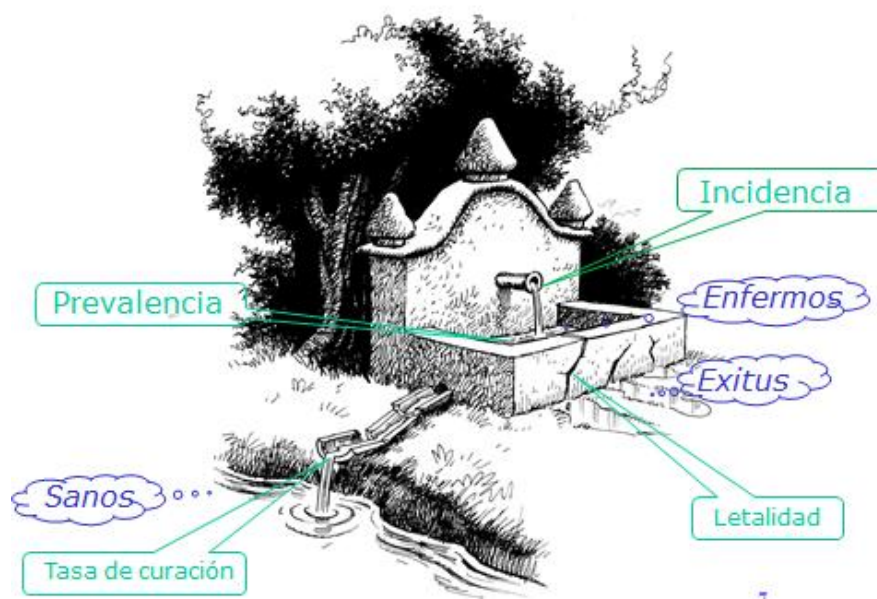 Incidencia
Prevalencia
Enfermos
Exitus
Sanos
Letalidad
Tasa de curación